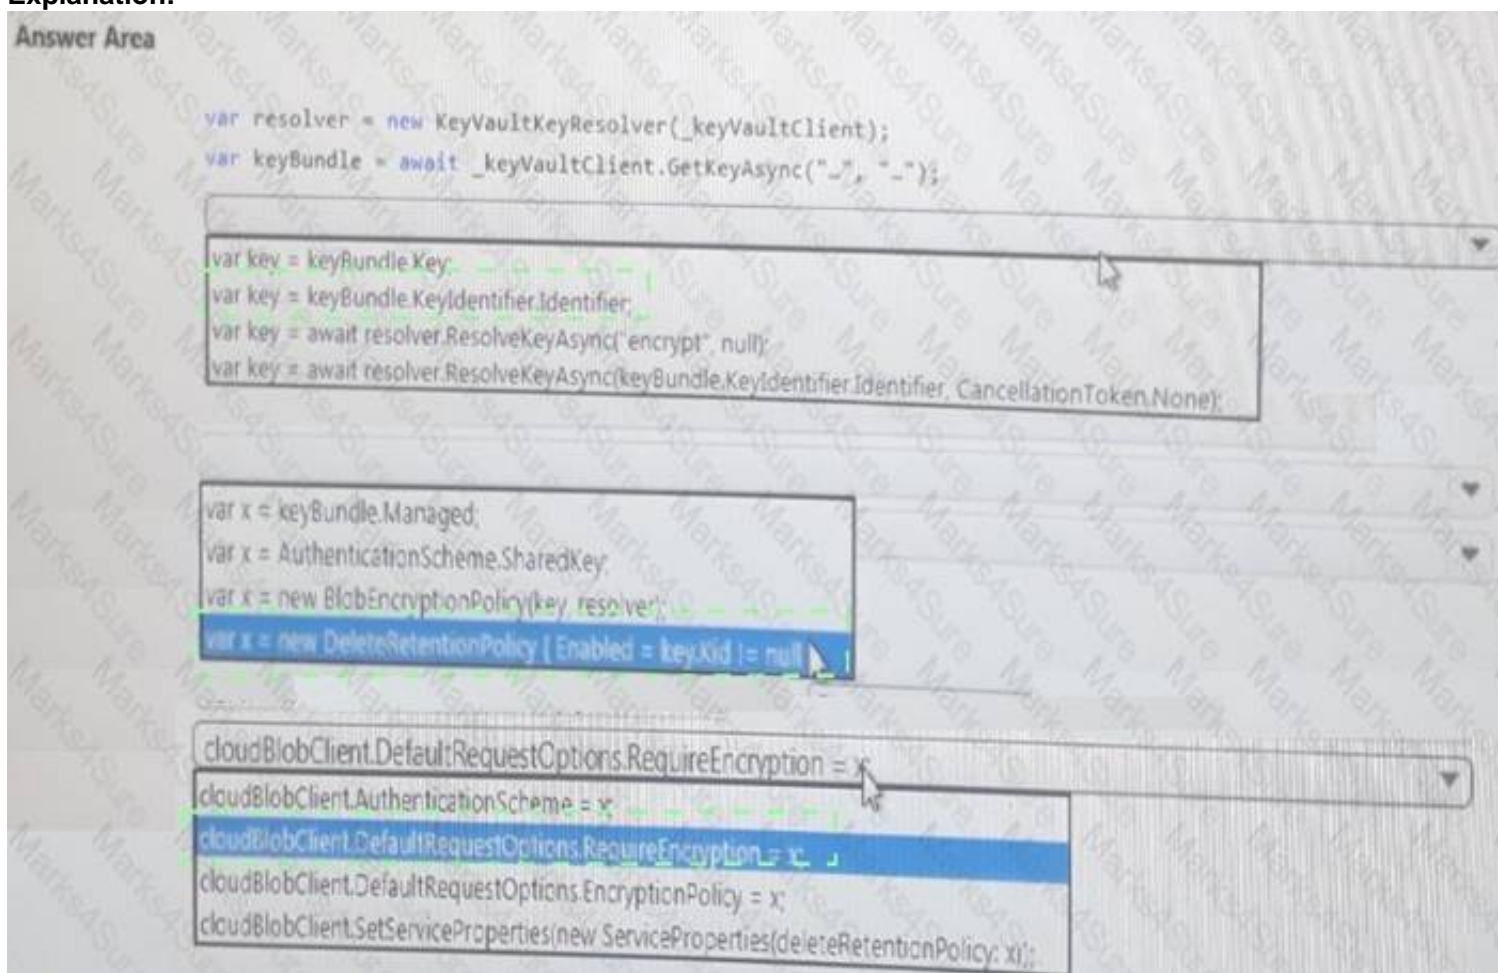 Explanation:
Answer Area
var resolver = new KeyVaultKeyResolver(_keyVaultClient);
var keyBundle = await _keyVaultClient.GetKeyAsync("…", "…");
var key = keyBundle.Key;
var key = keyBundle.KeyIdentifier.Identifier;
var key = await resolver.ResolveKeyAsync("encrypt", null);
var key = await resolver.ResolveKeyAsync(keyBundle.KeyIdentifier.Identifier, CancellationToken.None);
var x = keyBundle.Managed;
var x = AuthenticationScheme.SharedKey;
var x = new BlobEncryptionPolicy(key, resolver);
var x = new DeleteRetentionPolicy { Enabled = key.Kid != null
cloudBlobClient.DefaultRequestOptions.RequireEncryption = x;
cloudBlobClient.AuthenticationScheme = x;
cloudBlobClient.DefaultRequestOptions.RequireEncryption = x;
cloudBlobClient.DefaultRequestOptions.EncryptionPolicy = x;
cloudBlobClient.SetServiceProperties(new ServiceProperties(deleteRetentionPolicy: x));
Marks4Sure